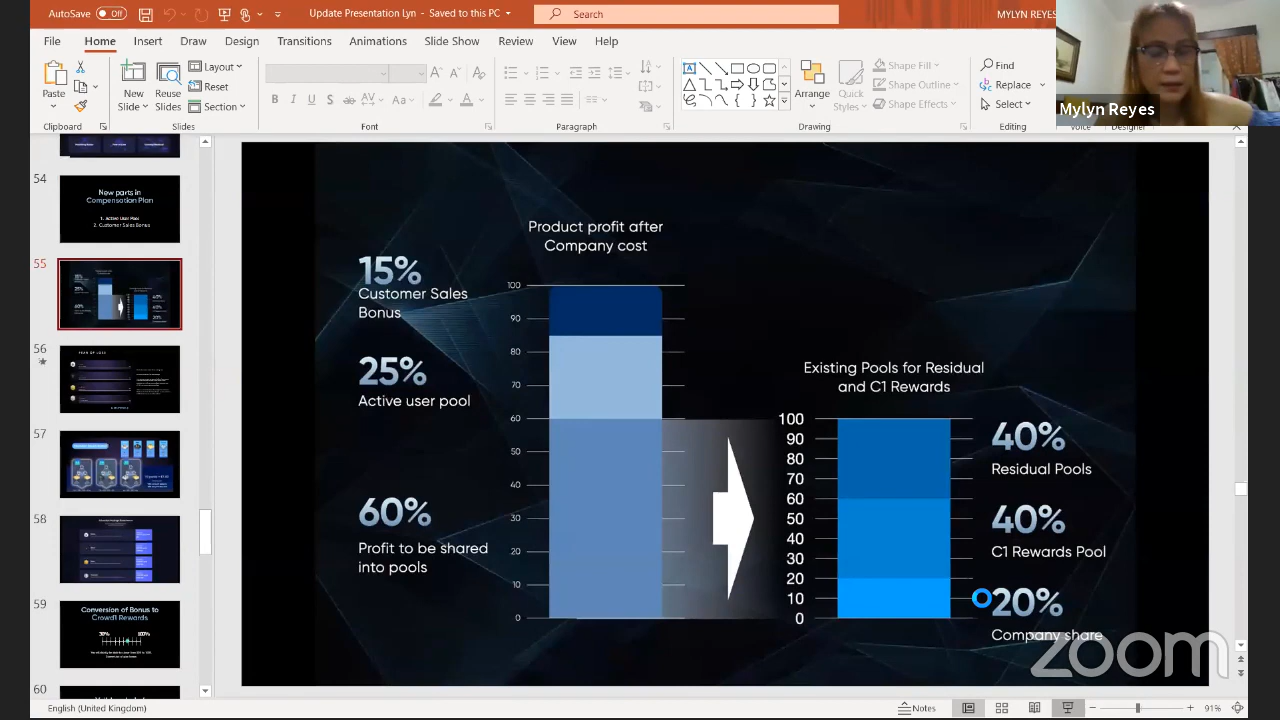 AutoSave Off
Update Presentation Lyn - Saved to this PC
Search
MYLYN REYES
File Home Insert Draw Design Transitions Animations Slide Show Review View Help
Paste
Clipboard
New Slide
Reuse Slides
Layout
Reset
Section
Slides
Font
Paragraph
Arrange
Quick Styles
Shape Fill
Shape Outline
Shape Effects
Drawing
Find
Replace
Select
Editing
Voice
Designer
Mylyn Reyes
54
New parts in
Compensation Plan
1. Active User Pool
2. Customer Sales Bonus
55
56
57
58
59
Conversion of Bonus to
Crowd1 Rewards
60
Product profit after
Company cost
15%
Customer Sales
Bonus
25%
Active user pool
60%
Profit to be shared
into pools
100
90
80
70
60
50
40
30
20
10
0
Existing Pools for Residual
and C1 Rewards
100
90
80
70
60
50
40
30
20
10
0
40%
Residual Pools
40%
C1 Rewards Pool
20%
Company share
zoom
English (United Kingdom)
Notes
91%